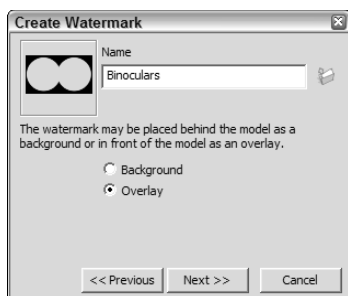 Create Watermark
Name
Binoculars
The watermark may be placed behind the model as a
background or in front of the model as an overlay.
Background
Overlay
<< Previous
Next >>
Cancel